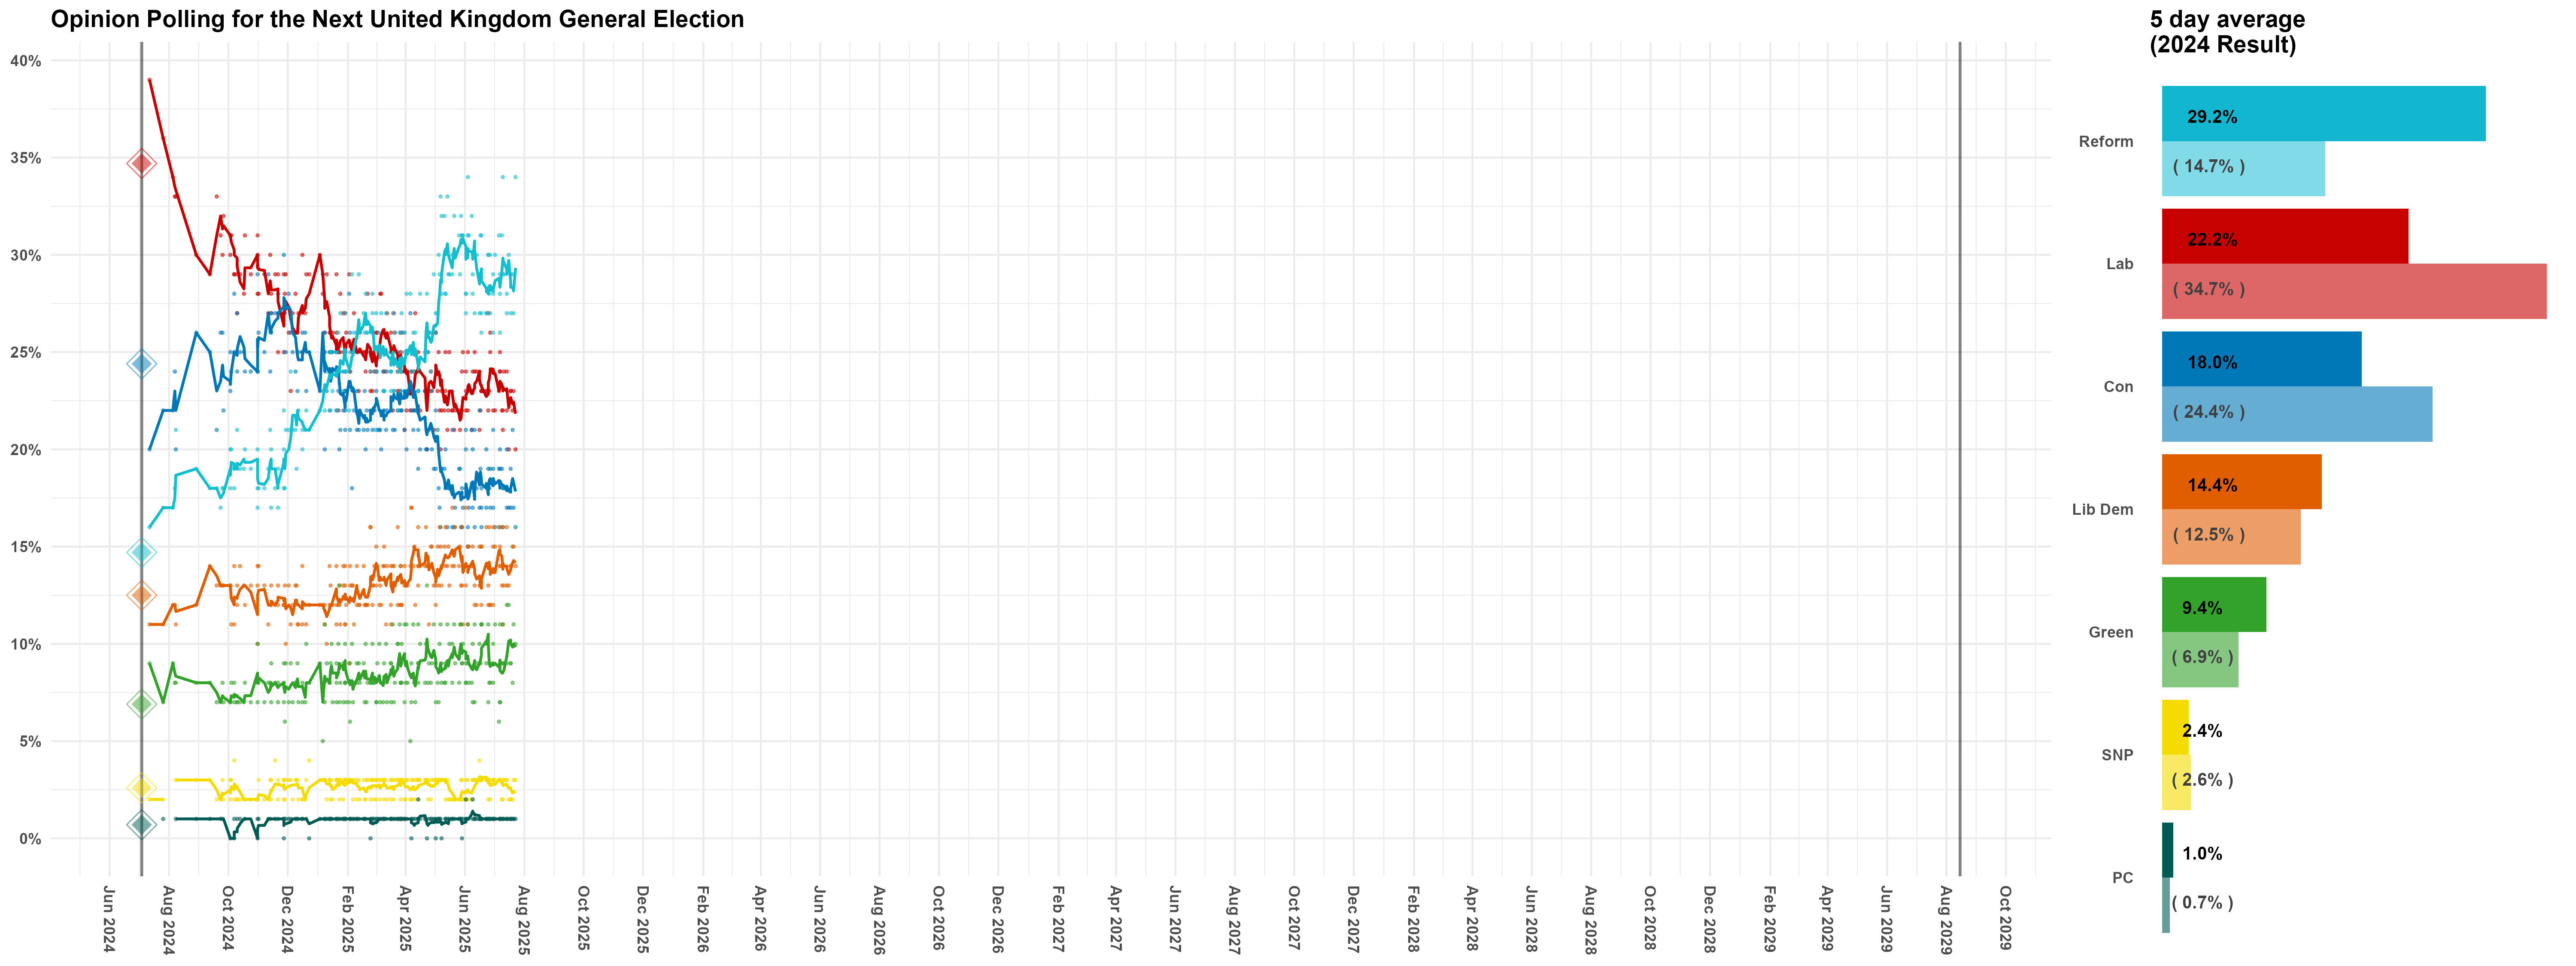 Opinion Polling for the Next United Kingdom General Election
40%
35%
30%
25%
20%
15%
10%
5%
0%
Jun 2024
Aug 2024
Oct 2024
Dec 2024
Feb 2025
Apr 2025
Jun 2025
Aug 2025
Oct 2025
Dec 2025
Feb 2026
Apr 2026
Jun 2026
Aug 2026
Oct 2026
Dec 2026
Feb 2027
Apr 2027
Jun 2027
Aug 2027
Oct 2027
Dec 2027
Feb 2028
Apr 2028
Jun 2028
Aug 2028
Oct 2028
Dec 2028
Feb 2029
Apr 2029
Jun 2029
Aug 2029
Oct 2029
5 day average
(2024 Result)
Reform
29.2%
( 14.7% )
Lab
22.2%
( 34.7% )
Con
18.0%
( 24.4% )
Lib Dem
14.4%
( 12.5% )
Green
9.4%
( 6.9% )
SNP
2.4%
( 2.6% )
PC
1.0%
( 0.7% )